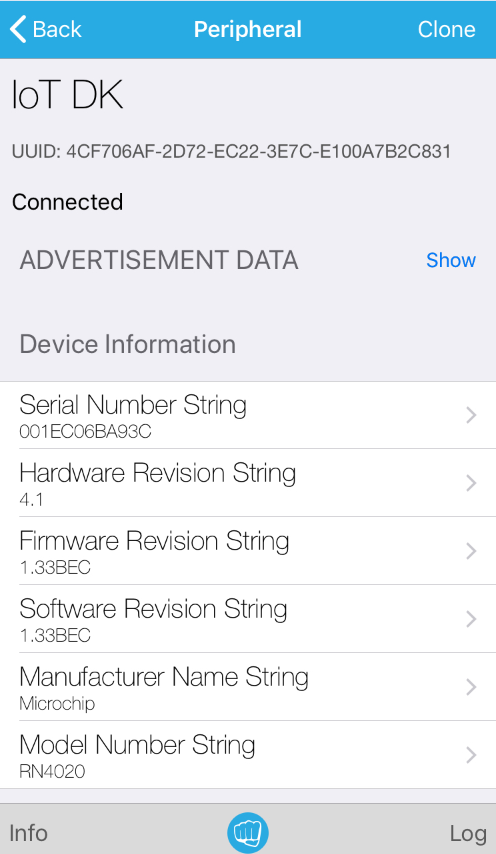 Back Peripheral Clone
IoT DK
UUID: 4CF706AF-2D72-EC22-3E7C-E100A7B2C831
Connected
ADVERTISEMENT DATA Show
Device Information
Serial Number String
001EC06BA93C
Hardware Revision String
4.1
Firmware Revision String
1.33BEC
Software Revision String
1.33BEC
Manufacturer Name String
Microchip
Model Number String
RN4020
Info Log